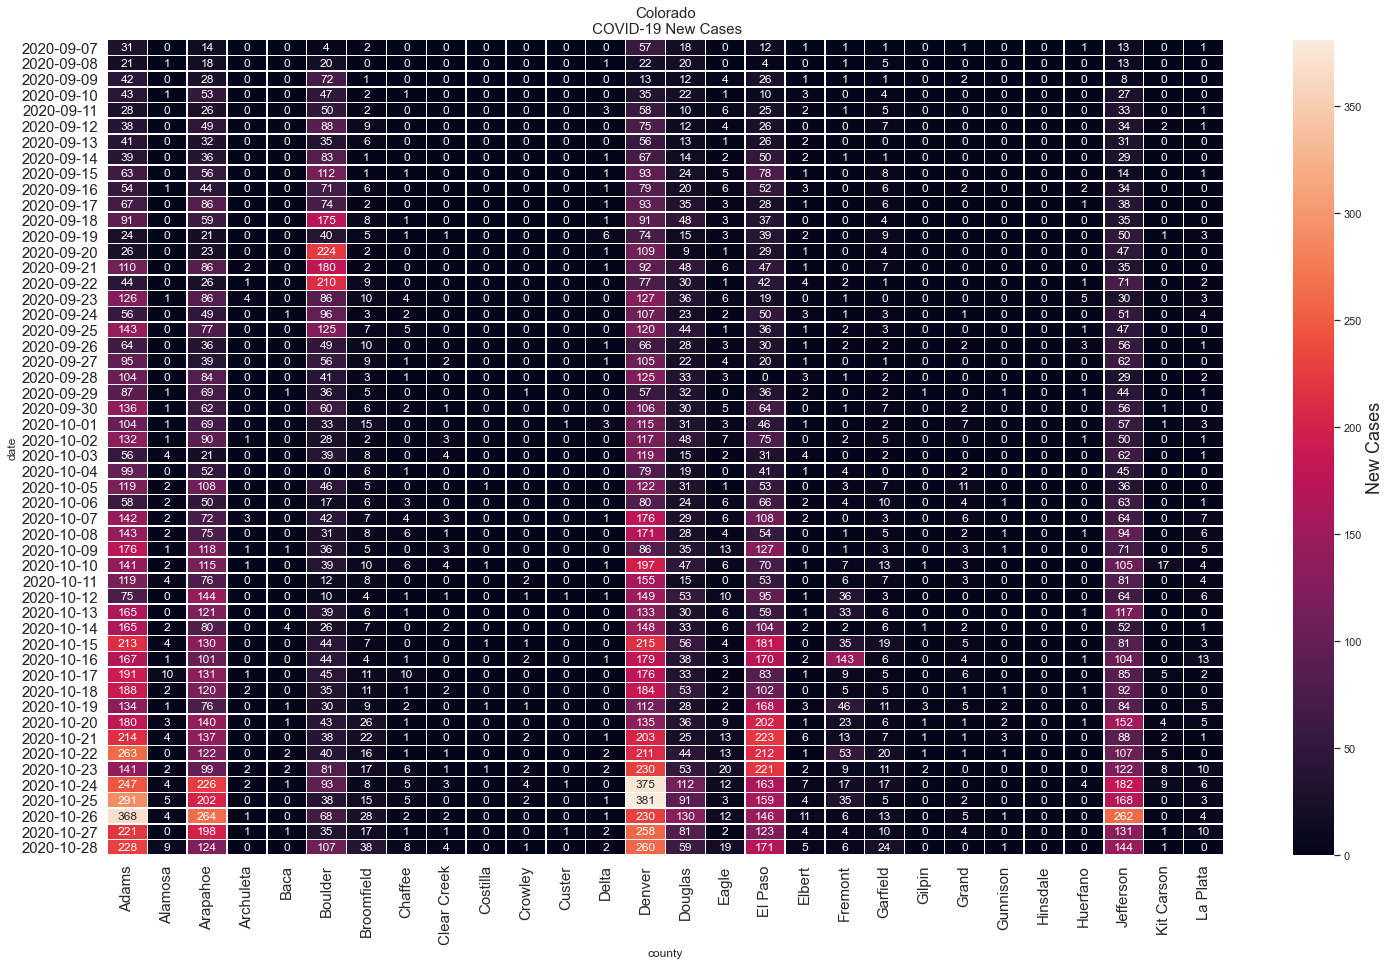 Colorado
COVID-19 New Cases
2020-09-07 31 0 14 0 0 4 2 0 0 0 0 0 0 57 18 0 12 1 1 1 0 1 0 0 1 13 0 1
2020-09-08 21 1 18 0 0 20 0 0 0 0 0 0 1 22 20 0 4 0 1 5 0 0 0 0 0 13 0 0
2020-09-09 42 0 28 0 0 72 1 0 0 0 0 0 0 13 12 4 26 1 1 1 0 2 0 0 0 8 0 0
2020-09-10 43 1 53 0 0 47 2 1 0 0 0 0 0 35 22 1 10 3 0 4 0 0 0 0 0 27 0 0
2020-09-11 28 0 26 0 0 50 2 0 0 0 0 0 3 58 10 6 25 2 1 5 0 0 0 0 0 33 0 1
2020-09-12 38 0 49 0 0 88 9 0 0 0 0 0 0 75 12 4 26 0 0 7 0 0 0 0 0 34 2 1
2020-09-13 41 0 32 0 0 35 6 0 0 0 0 0 0 56 13 1 26 2 0 0 0 0 0 0 0 31 0 0
2020-09-14 39 0 36 0 0 83 1 0 0 0 0 0 1 67 14 2 50 2 1 1 0 0 0 0 0 29 0 0
2020-09-15 63 0 56 0 0 112 1 1 0 0 0 0 1 93 24 5 78 1 0 8 0 0 0 0 0 14 0 1
2020-09-16 54 1 44 0 0 71 6 0 0 0 0 0 1 79 20 6 52 3 0 6 0 2 0 0 2 34 0 0
2020-09-17 67 0 86 0 0 74 2 0 0 0 0 0 1 93 35 3 28 1 0 6 0 0 0 0 1 38 0 0
2020-09-18 91 0 59 0 0 175 8 1 0 0 0 0 0 91 48 3 37 0 0 4 0 0 0 0 0 35 0 0
2020-09-19 24 0 21 0 0 40 5 1 1 0 0 0 6 74 15 3 39 2 0 9 0 0 0 0 0 50 1 3
2020-09-20 26 0 23 0 0 224 2 0 0 0 0 0 0 109 9 1 29 1 0 4 0 0 0 0 0 47 0 0
2020-09-21 110 0 86 2 0 180 2 0 0 0 0 0 1 92 48 6 47 1 0 7 0 0 0 0 0 35 0 0
2020-09-22 44 0 26 1 0 210 9 0 0 0 0 0 0 77 30 1 42 4 2 1 0 0 0 0 1 71 0 2
2020-09-23 126 1 86 4 0 86 10 4 0 0 0 0 0 127 36 6 19 0 1 0 0 0 0 0 5 30 0 3
2020-09-24 56 0 49 0 1 96 3 2 0 0 0 0 0 107 23 2 50 3 1 3 0 1 0 0 0 51 0 4
2020-09-25 143 0 77 0 0 125 7 5 0 0 0 0 0 120 44 1 36 1 2 3 0 0 0 0 1 47 0 0
2020-09-26 64 0 36 0 0 49 10 0 0 0 0 0 1 66 28 3 30 1 2 2 0 2 0 0 3 56 0 1
2020-09-27 95 0 39 0 0 56 9 1 2 0 0 0 1 105 22 4 20 1 0 1 0 0 0 0 0 62 0 0
2020-09-28 104 0 84 0 0 41 3 1 0 0 0 0 0 125 33 3 0 3 1 2 0 0 0 0 0 29 0 2
2020-09-29 87 1 69 0 1 36 5 0 0 0 1 0 0 57 32 0 36 2 0 2 1 0 1 0 1 44 0 1
2020-09-30 136 1 62 0 0 60 6 2 1 0 0 0 0 106 30 5 64 0 1 7 0 2 0 0 0 56 1 0
2020-10-01 104 1 69 0 0 33 15 0 0 0 0 1 3 115 31 3 46 1 0 2 0 7 0 0 0 57 1 3
2020-10-02 132 1 90 1 0 28 2 0 3 0 0 0 0 117 48 7 75 0 2 5 0 0 0 0 1 50 0 1
2020-10-03 56 4 21 0 0 39 8 0 4 0 0 0 0 119 15 2 31 4 0 2 0 0 0 0 0 62 0 1
2020-10-04 99 0 52 0 0 0 6 1 0 0 0 0 0 79 19 0 41 1 4 0 0 2 0 0 0 45 0 0
2020-10-05 119 2 108 0 0 46 5 0 0 1 0 0 0 122 31 1 53 0 3 7 0 11 0 0 0 36 0 0
2020-10-06 58 2 50 0 0 17 6 3 0 0 0 0 0 80 24 6 66 2 4 10 0 4 1 0 0 63 0 1
2020-10-07 142 2 72 3 0 42 7 4 3 0 0 0 1 176 29 6 108 2 0 3 0 6 0 0 0 64 0 7
2020-10-08 143 2 75 0 0 31 8 6 1 0 0 0 0 171 28 4 54 0 1 5 0 2 1 0 1 94 0 6
2020-10-09 176 1 118 1 1 36 5 0 3 0 0 0 0 86 35 13 127 0 1 3 0 3 1 0 0 71 0 5
2020-10-10 141 2 115 1 0 39 10 6 4 1 0 0 1 197 47 6 70 1 7 13 1 3 0 0 0 105 17 4
2020-10-11 119 4 76 0 0 12 8 0 0 0 2 0 0 155 15 0 53 0 6 7 0 3 0 0 0 81 0 4
2020-10-12 75 0 144 0 0 10 4 1 1 0 1 1 1 149 53 10 95 1 36 3 0 0 0 0 0 64 0 6
2020-10-13 165 0 121 0 0 39 6 1 0 0 0 0 0 133 30 6 59 1 33 6 0 0 0 0 1 117 0 0
2020-10-14 165 2 80 0 4 26 7 0 2 0 0 0 0 148 33 6 104 2 2 6 1 2 0 0 0 52 0 1
2020-10-15 213 4 130 0 0 44 7 0 0 1 1 0 0 215 56 4 181 0 35 19 0 5 0 0 0 81 0 3
2020-10-16 167 1 101 0 0 44 4 1 0 0 2 0 1 179 38 3 170 2 143 6 0 4 0 0 1 104 0 13
2020-10-17 191 10 131 1 0 45 11 10 0 0 0 0 0 176 33 2 83 1 9 5 0 6 0 0 0 85 5 2
2020-10-18 188 2 120 2 0 35 11 1 2 0 0 0 0 184 53 2 102 0 5 5 0 1 1 0 1 92 0 0
2020-10-19 134 1 76 0 1 30 9 2 0 1 1 0 0 112 28 2 168 3 46 11 3 5 2 0 0 84 0 5
2020-10-20 180 3 140 0 1 43 26 1 0 0 0 0 0 135 36 9 202 1 23 6 1 1 2 0 1 152 4 5
2020-10-21 214 4 137 0 0 38 22 1 0 0 2 0 1 203 25 13 223 6 13 7 1 1 3 0 0 88 2 1
2020-10-22 263 0 122 0 2 40 16 1 1 0 0 0 2 211 44 13 212 1 53 20 1 1 1 0 0 107 5 0
2020-10-23 141 2 99 2 2 81 17 6 1 1 2 0 2 230 53 20 221 2 9 11 2 0 0 0 0 122 8 10
2020-10-24 247 4 226 2 1 93 8 5 3 0 4 1 0 375 112 12 163 7 17 17 0 0 0 0 4 182 9 6
2020-10-25 291 5 202 0 0 38 15 5 0 0 2 0 1 381 91 3 159 4 35 5 0 2 0 0 0 168 0 3
2020-10-26 368 4 264 1 0 68 28 2 2 0 0 0 1 230 130 12 146 11 6 13 0 5 1 0 0 262 0 4
2020-10-27 221 0 198 1 1 35 17 1 1 0 0 1 2 258 81 2 123 4 4 10 0 4 0 0 0 131 1 10
2020-10-28 228 9 124 0 0 107 38 8 4 0 1 0 2 260 59 19 171 5 6 24 0 0 1 0 0 144 1 0
date
Adams Alamosa Arapahoe Archuleta Baca Boulder Broomfield Chaffee Clear Creek Costilla Crowley Custer Delta Denver Douglas Eagle El Paso Elbert Fremont Garfield Gilpin Grand Gunnison Hinsdale Huerfano Jefferson Kit Carson La Plata
county
350
300
250
200
150
100
50
0
New Cases